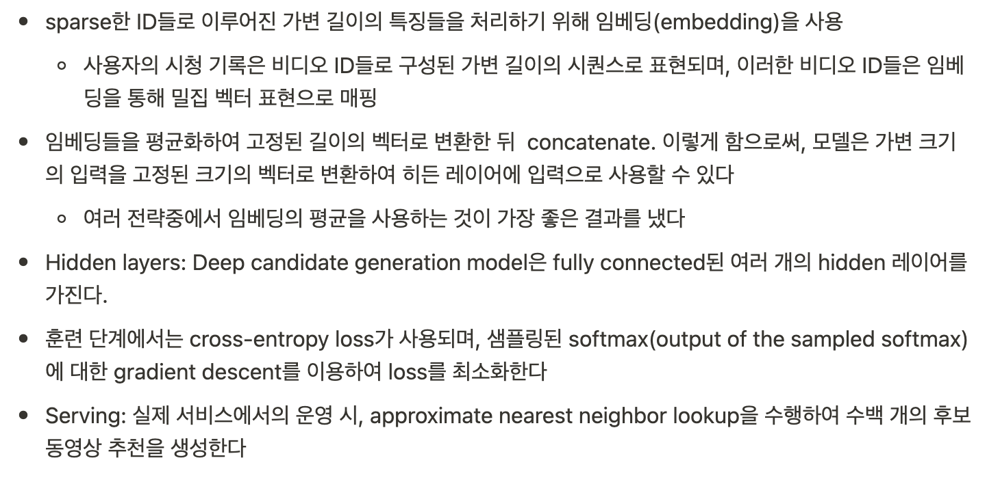 • sparse한 ID들로 이루어진 가변 길이의 특징들을 처리하기 위해 임베딩(embedding)을 사용
◦ 사용자의 시청 기록은 비디오 ID들로 구성된 가변 길이의 시퀀스로 표현되며, 이러한 비디오 ID들은 임베
딩을 통해 밀집 벡터 표현으로 매핑
• 임베딩들을 평균화하여 고정된 길이의 벡터로 변환한 뒤  concatenate. 이렇게 함으로써, 모델은 가변 크기
의 입력을 고정된 크기의 벡터로 변환하여 히든 레이어에 입력으로 사용할 수 있다
◦ 여러 전략중에서 임베딩의 평균을 사용하는 것이 가장 좋은 결과를 냈다
• Hidden layers: Deep candidate generation model은 fully connected된 여러 개의 hidden 레이어를
가진다.
• 훈련 단계에서는 cross-entropy loss가 사용되며, 샘플링된 softmax(output of the sampled softmax)
에 대한 gradient descent를 이용하여 loss를 최소화한다
• Serving: 실제 서비스에서의 운영 시, approximate nearest neighbor lookup을 수행하여 수백 개의 후보
동영상 추천을 생성한다